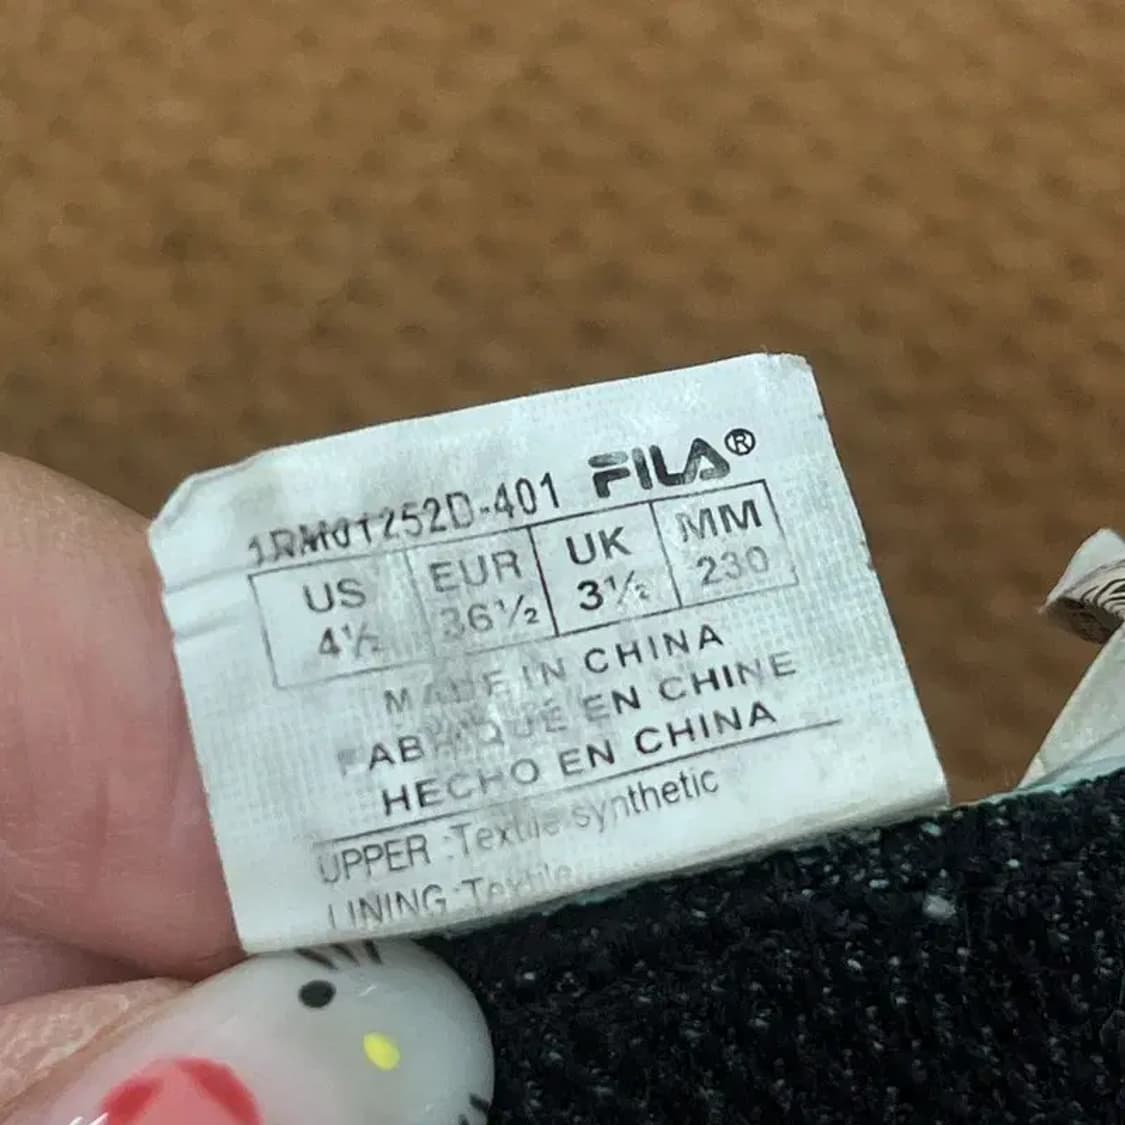 1RM01252D-401 FILA®
US EUR UK MM
4½ 36½ 3½ 230
MADE IN CHINA
FABRIQUÉ EN CHINE
HECHO EN CHINA
UPPER :Textile synthetic
LINING :Textile